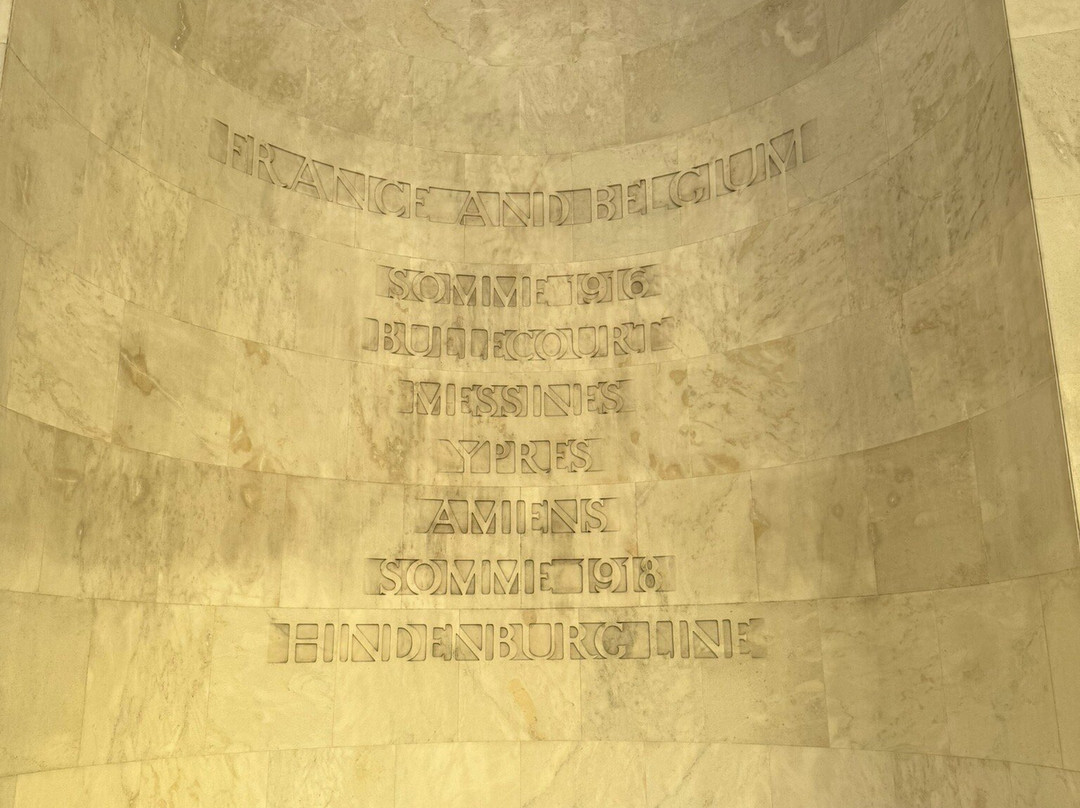 FRANCE AND BELGIUM
SOMME 1916
BULLECOURT
MESSINES
YPRES
AMIENS
SOMME 1918
HINDENBURG LINE